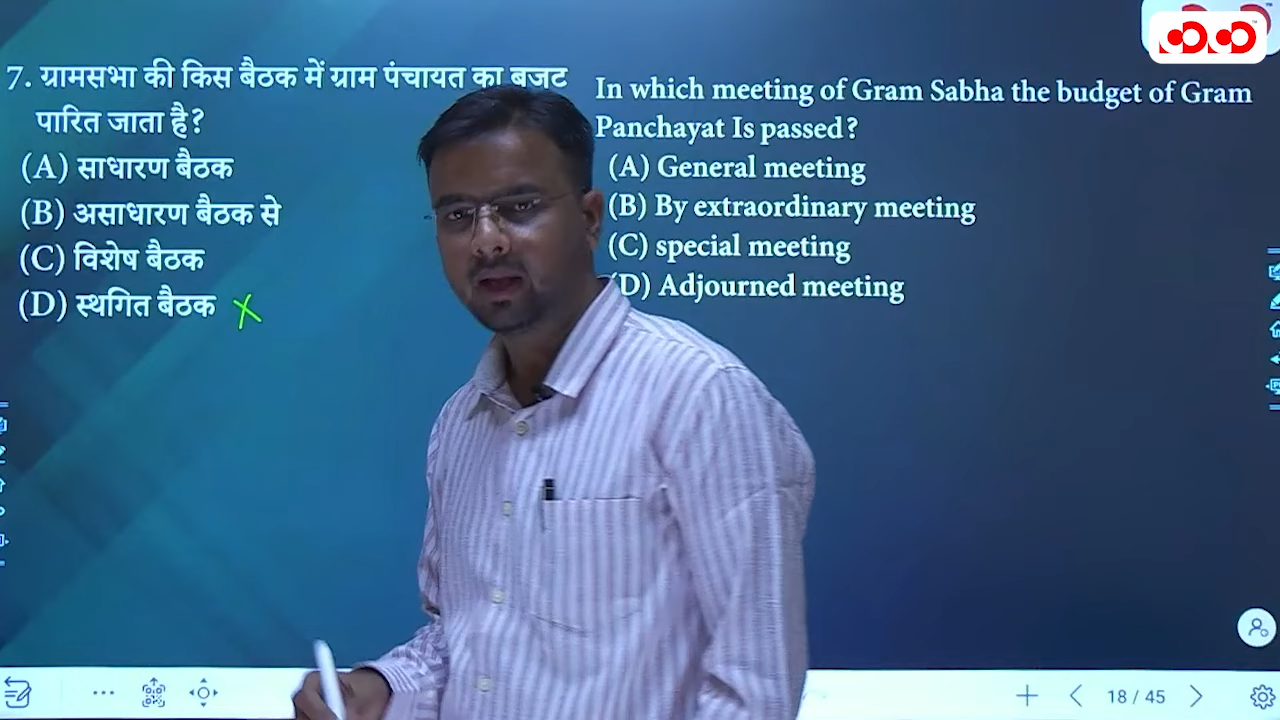 7. ग्रामसभा की किस बैठक में ग्राम पंचायत का बजट
पारित जाता है?
(A) साधारण बैठक
(B) असाधारण बैठक से
(C) विशेष बैठक
(D) स्थगित बैठक
In which meeting of Gram Sabha the budget of Gram
Panchayat Is passed?
(A) General meeting
(B) By extraordinary meeting
(C) special meeting
(D) Adjourned meeting
18 / 45